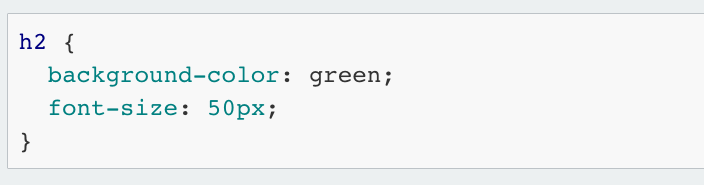 h2 {
  background-color: green;
  font-size: 50px;
}